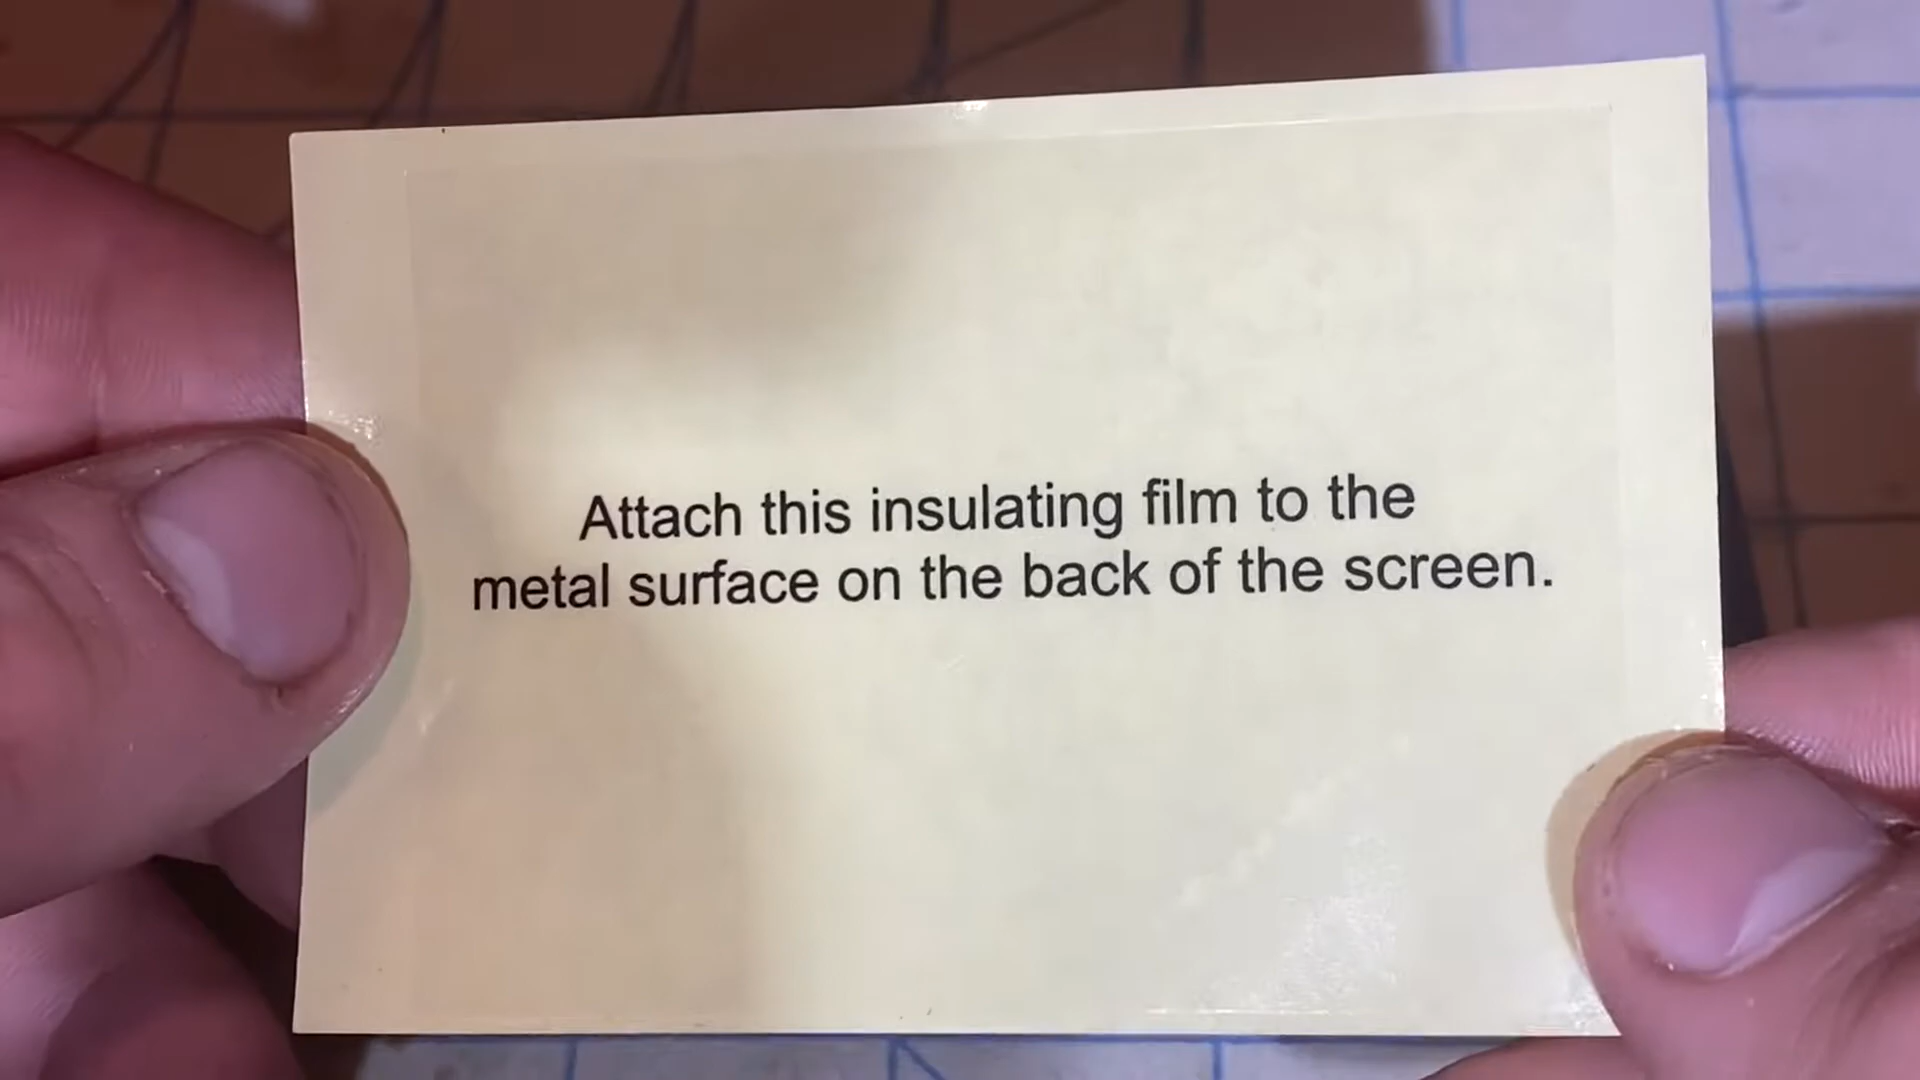 Attach this insulating film to the
metal surface on the back of the screen.